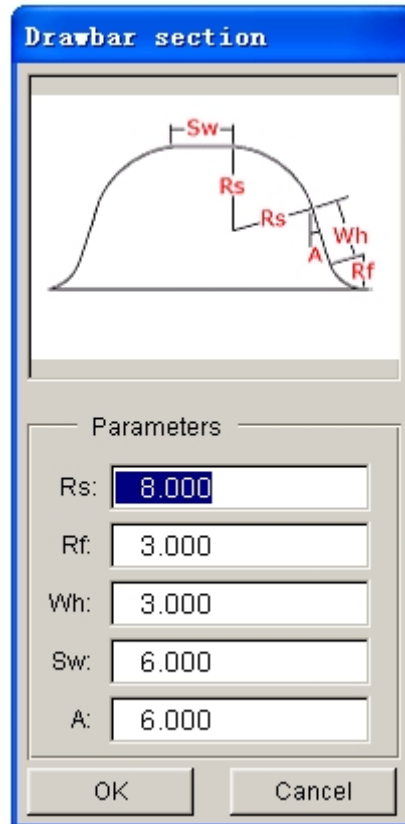 Drawbar section
Sw
Rs
Rs
Wh
A
Rf
Parameters
Rs: 8.000
Rf: 3.000
Wh: 3.000
Sw: 6.000
A: 6.000
OK Cancel